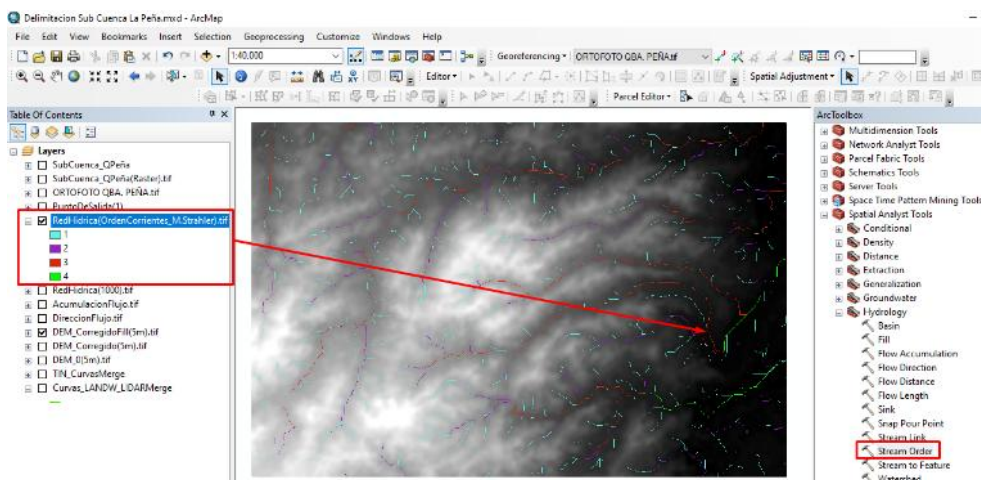 Delimitacion Sub Cuenca La Peña.mxd - ArcMap
File Edit View Bookmarks Insert Selection Geoprocessing Customize Windows Help
1:40.000 Georeferencing ORTOFOTO QBA. PEÑA.tif
Editor Spatial Adjustment
Parcel Editor
Table Of Contents
Layers
SubCuenca_QPeña
SubCuenca_QPeña(Raster).tif
ORTOFOTO QBA. PEÑA.tif
PuntoDeSalida(1)
RedHidrica(OrdenCorrientes_M.Strahler).tif
1
2
3
4
RedHidrica(1000).tif
AcumulacionFlujo.tif
DireccionFlujo.tif
DEM_CorregidoFill(5m).tif
DEM_Corregido(5m).tif
DEM_0(5m).tif
TIN_CurvasMerge
Curvas_LANDW_LIDARMerge
ArcToolbox
Multidimension Tools
Network Analyst Tools
Parcel Fabric Tools
Schematics Tools
Server Tools
Space Time Pattern Mining Tools
Spatial Analyst Tools
Conditional
Density
Distance
Extraction
Generalization
Groundwater
Hydrology
Basin
Fill
Flow Accumulation
Flow Direction
Flow Distance
Flow Length
Sink
Snap Pour Point
Stream Link
Stream Order
Stream to Feature
Watershed